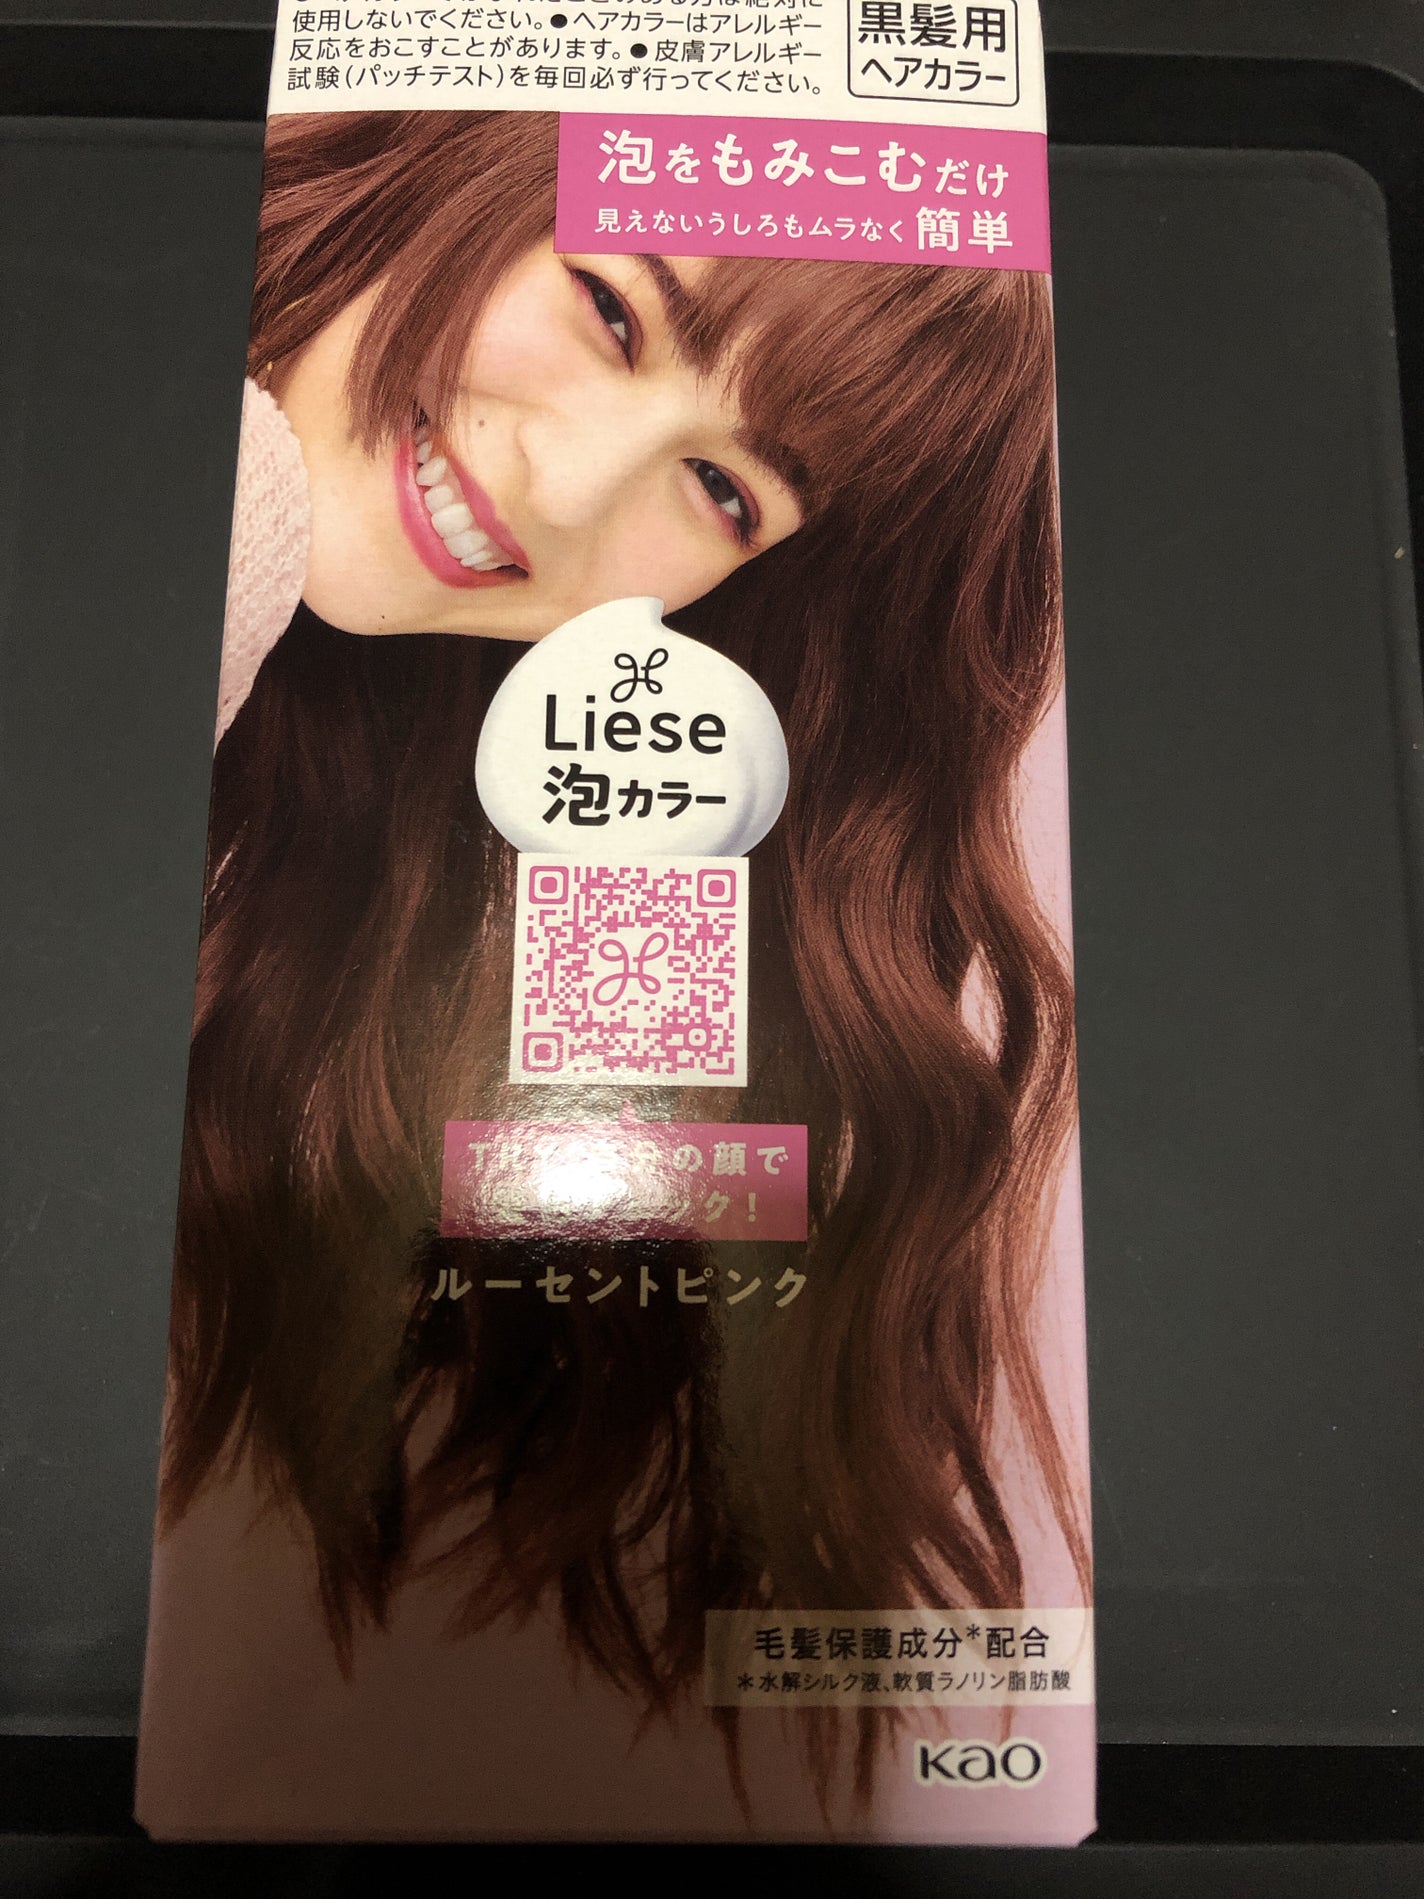 使用しないでください。●ヘアカラーはアレルギー
反応をおこすことがあります。●皮膚アレルギー
試験(パッチテスト)を毎回必ず行ってください。
黒髪用
ヘアカラー
泡をもみこむだけ
見えないうしろもムラなく簡単
Liese
泡カラー
の顔で
ック!
ルーセントピンク
毛髪保護成分*配合
*水解シルク液、軟質ラノリン脂肪酸
Kao